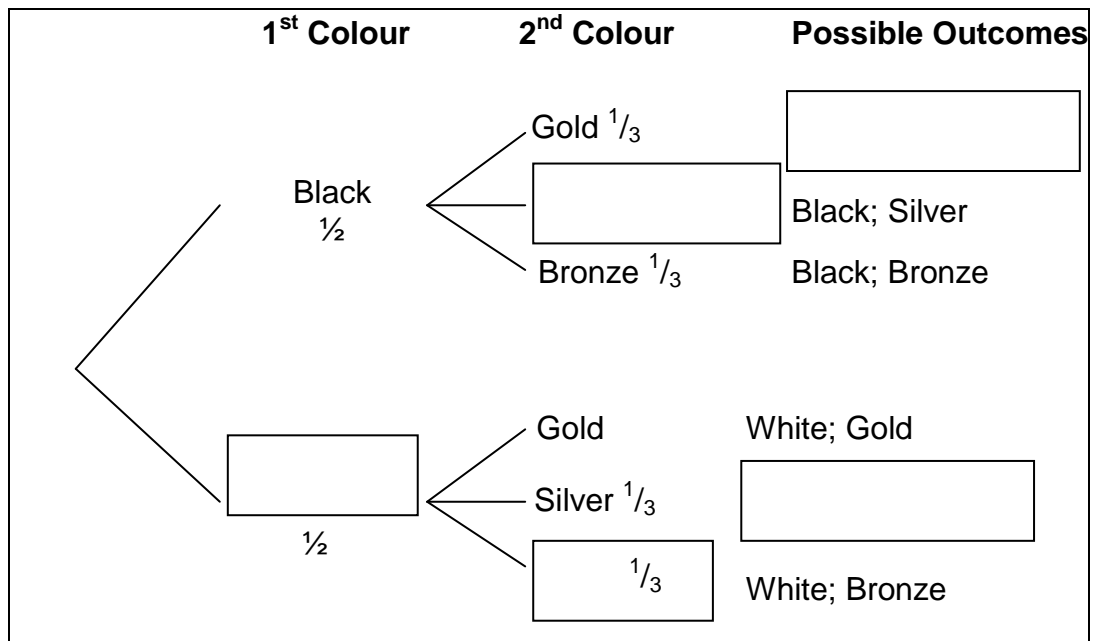 1st Colour 2nd Colour Possible Outcomes
Gold 1/3
Black
½
Black; Silver
Bronze 1/3 Black; Bronze
Gold White; Gold
Silver 1/3
½
1/3
White; Bronze